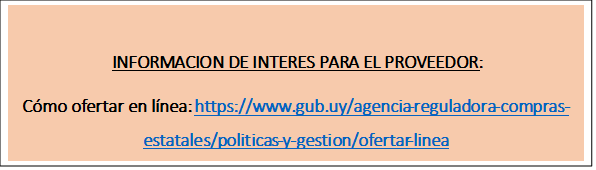 INFORMACION DE INTERES PARA EL PROVEEDOR:
Cómo ofertar en línea: https://www.gub.uy/agencia-reguladora-compras-
estatales/politicas-y-gestion/ofertar-linea